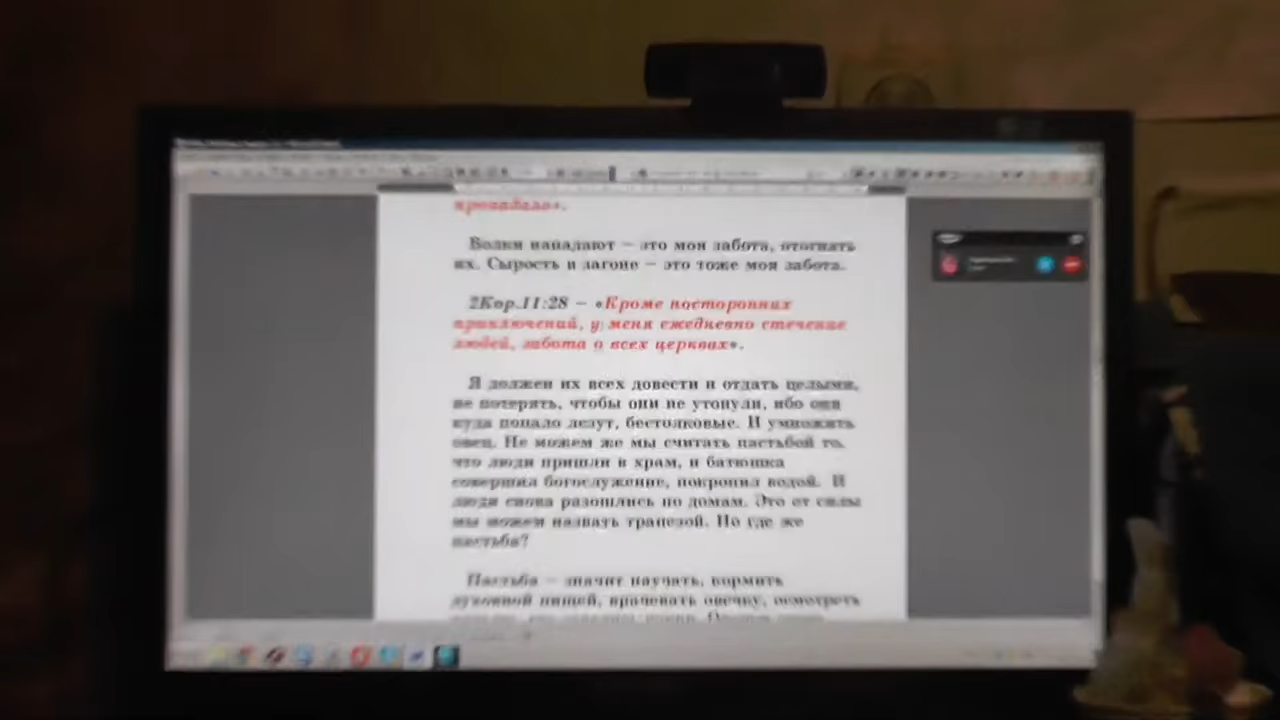 пропадало».
Волки нападают – это моя забота, отогнать
их. Сырость и загоне – это тоже моя забота.
2Кор.11:28 – «Кроме посторонних
приключений, у меня ежедневно стечение
людей, забота о всех церквах».
Я должен их всех довести и отдать целыми,
не потерять, чтобы они не утонули, ибо они
куда попало лезут, бестолковые. И умножить
овец. Не можем же мы считать пастьбой то,
что люди пришли в храм, и батюшка
совершил богослужение, покропил водой. И
люди снова разошлись по домам. Это от силы
мы можем назвать трапезой. Но где же
пастьба?
Пастьба – значит научать, кормить
духовной пищей, врачевать овечку, осмотреть